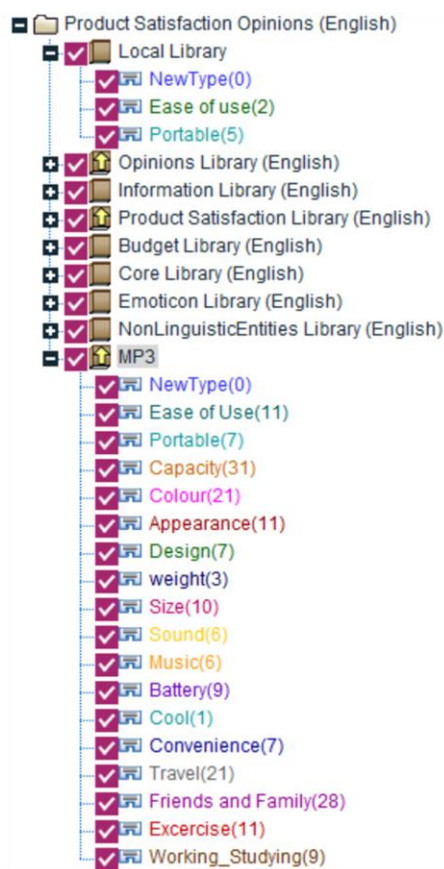 Product Satisfaction Opinions (English)
Local Library
NewType(0)
Ease of use(2)
Portable(5)
Opinions Library (English)
Information Library (English)
Product Satisfaction Library (English)
Budget Library (English)
Core Library (English)
Emoticon Library (English)
NonLinguisticEntities Library (English)
MP3
NewType(0)
Ease of Use(11)
Portable(7)
Capacity(31)
Colour(21)
Appearance(11)
Design(7)
weight(3)
Size(10)
Sound(6)
Music(6)
Battery(9)
Cool(1)
Convenience(7)
Travel(21)
Friends and Family(28)
Excercise(11)
Working_Studying(9)